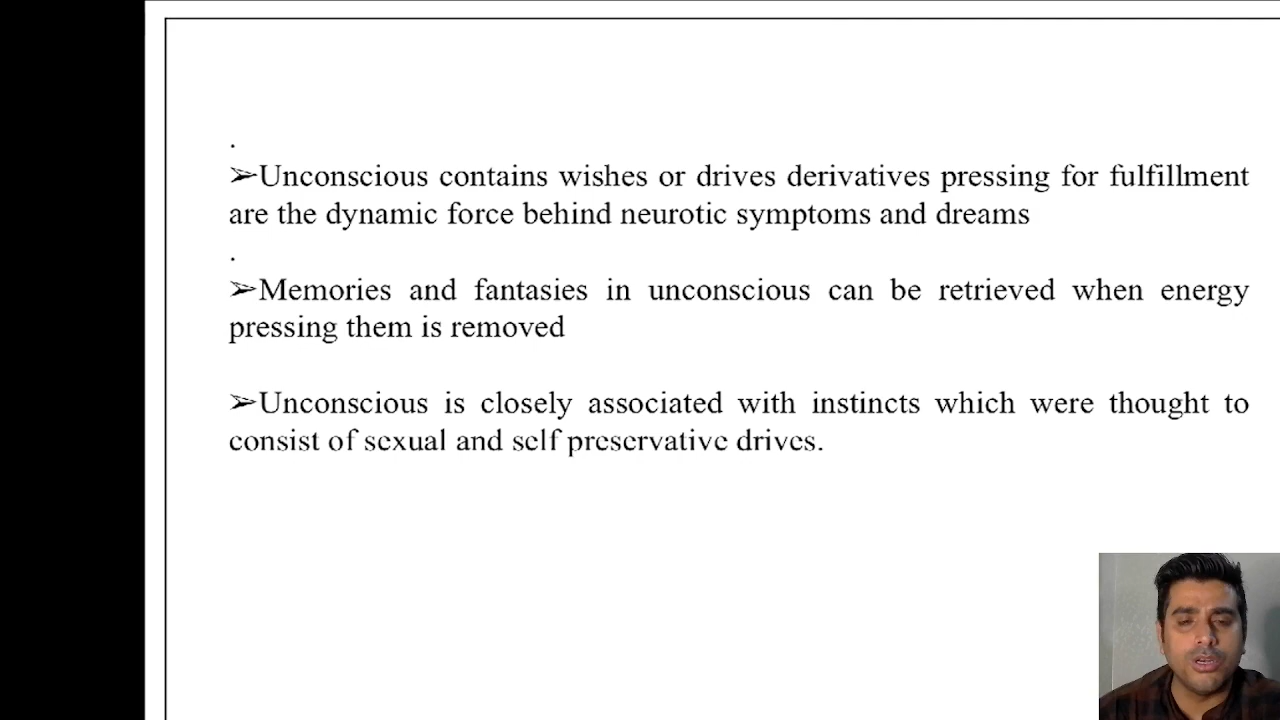 .
➢Unconscious contains wishes or drives derivatives pressing for fulfillment
are the dynamic force behind neurotic symptoms and dreams
.
➢Memories and fantasies in unconscious can be retrieved when energy
pressing them is removed
➢Unconscious is closely associated with instincts which were thought to
consist of sexual and self preservative drives.